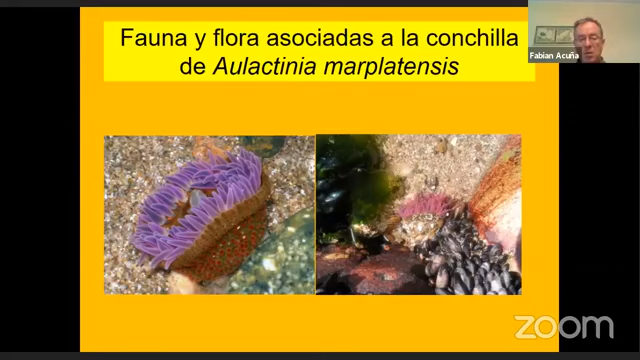 Fauna y flora asociadas a la conchilla
de Aulactinia marplatensis
Fabian Acuña
zoom